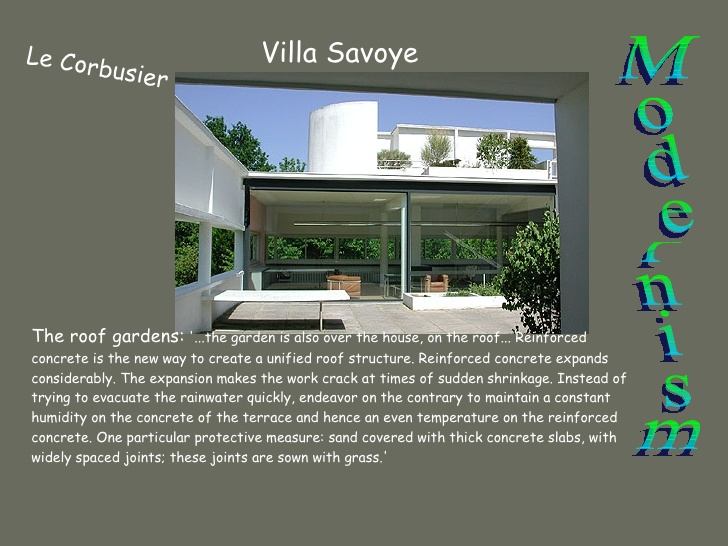 Le Corbusier
Villa Savoye
Modernism
The roof gardens: '...the garden is also over the house, on the roof... Reinforced
concrete is the new way to create a unified roof structure. Reinforced concrete expands
considerably. The expansion makes the work crack at times of sudden shrinkage. Instead of
trying to evacuate the rainwater quickly, endeavor on the contrary to maintain a constant
humidity on the concrete of the terrace and hence an even temperature on the reinforced
concrete. One particular protective measure: sand covered with thick concrete slabs, with
widely spaced joints; these joints are sown with grass.'